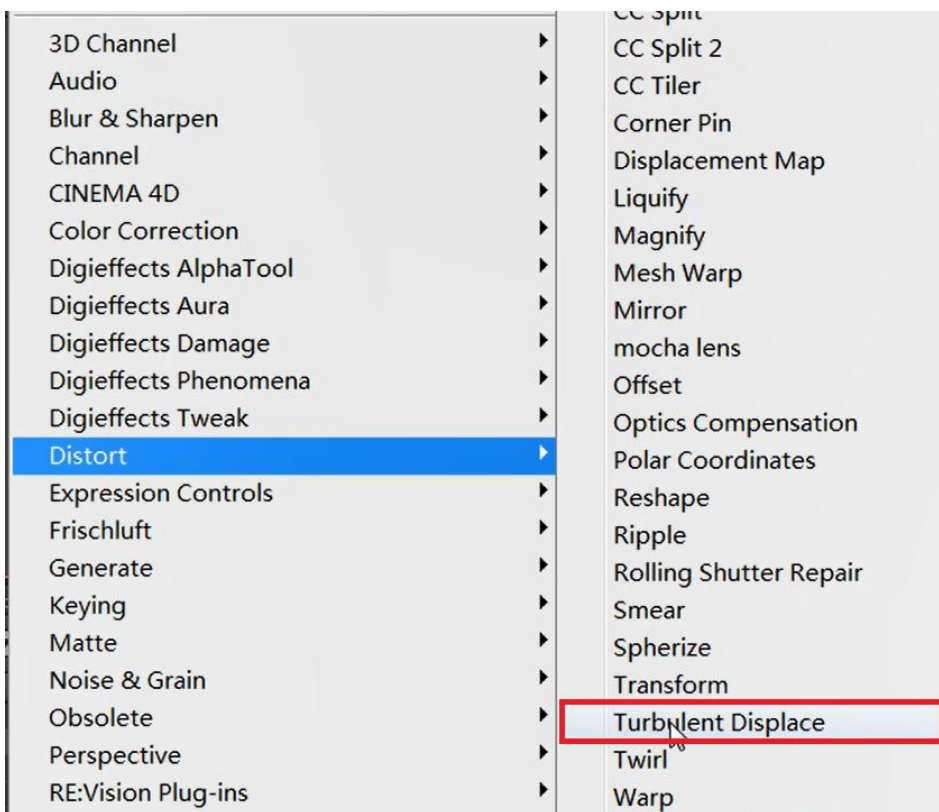 3D Channel
Audio
Blur & Sharpen
Channel
CINEMA 4D
Color Correction
Digieffects AlphaTool
Digieffects Aura
Digieffects Damage
Digieffects Phenomena
Digieffects Tweak
Distort
Expression Controls
Frischluft
Generate
Keying
Matte
Noise & Grain
Obsolete
Perspective
RE:Vision Plug-ins
CC Split
CC Split 2
CC Tiler
Corner Pin
Displacement Map
Liquify
Magnify
Mesh Warp
Mirror
mocha lens
Offset
Optics Compensation
Polar Coordinates
Reshape
Ripple
Rolling Shutter Repair
Smear
Spherize
Transform
Turbulent Displace
Twirl
Warp